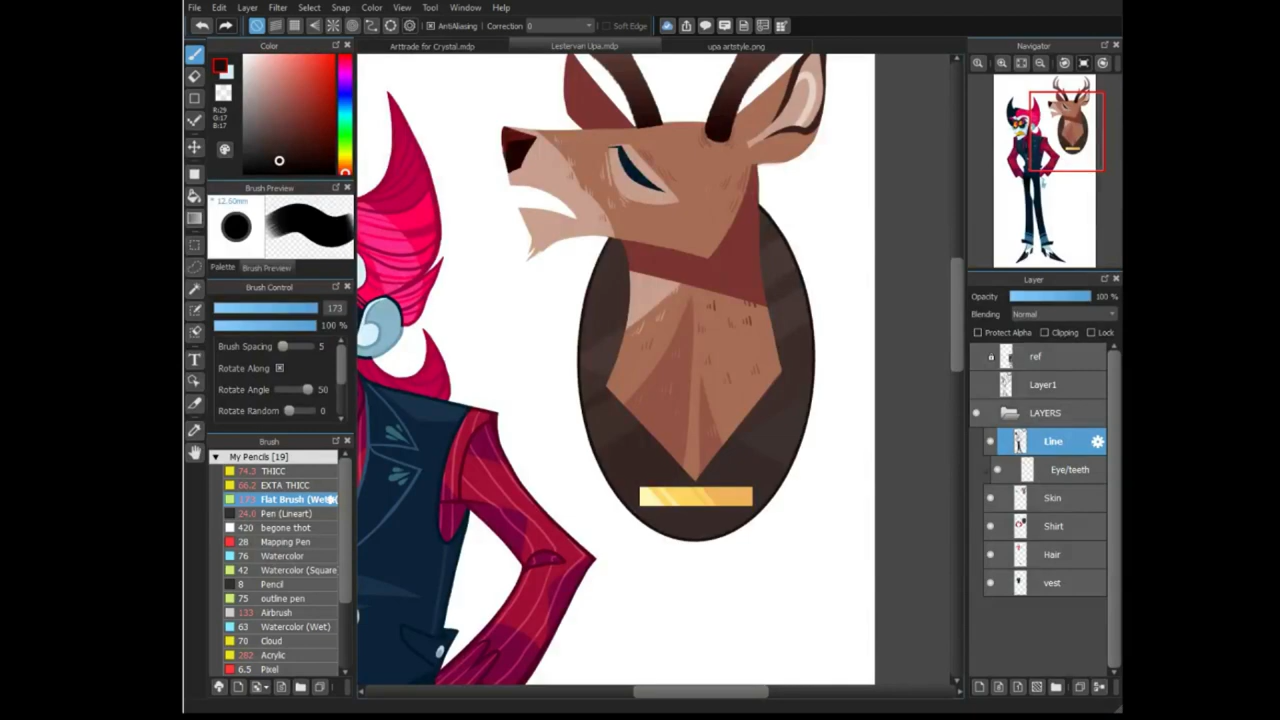 File Edit Layer Filter Select Snap Color View Tool Window Help
AntiAliasing Correction 0 Soft Edge
Color
Arttrade for Crystal.mdp Lestervan Upa.mdp upa artstyle.png
Navigator
R:29
G:17
B:17
Brush Preview
* 12.60mm
Palette Brush Preview
Brush Control
173
100 %
Brush Spacing 5
Rotate Along
Rotate Angle 50
Rotate Random 0
Brush
My Pencils [19]
74.3 THICC
66.2 EXTA THICC
173 Flat Brush (Wet)
24.0 Pen (Lineart)
420 begone thot
28 Mapping Pen
76 Watercolor
42 Watercolor (Square
8 Pencil
75 outline pen
133 Airbrush
63 Watercolor (Wet)
70 Cloud
282 Acrylic
6.5 Pixel
Layer
Opacity 100 %
Blending Normal
Protect Alpha Clipping Lock
ref
Layer1
LAYERS
Line
Eye/teeth
Skin
Shirt
Hair
vest